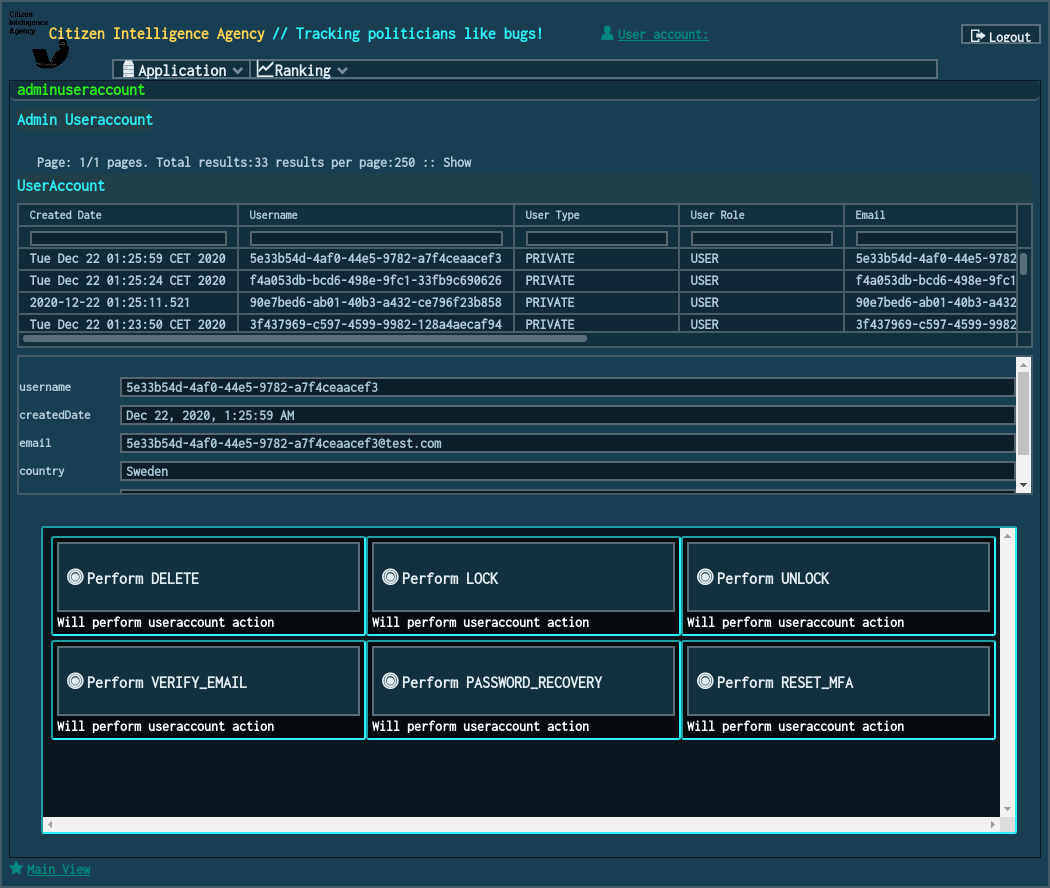 Citizen
Intelligence
Agency
Citizen Intelligence Agency // Tracking politicians like bugs!
User account:
Logout
Application
Ranking
adminuseraccount
Admin Useraccount
Page: 1/1 pages. Total results:33 results per page:250 :: Show
UserAccount
Created Date Username User Type User Role Email
Tue Dec 22 01:25:59 CET 2020 5e33b54d-4af0-44e5-9782-a7f4ceaacef3 PRIVATE USER 5e33b54d-4af0-44e5-9782
Tue Dec 22 01:25:24 CET 2020 f4a053db-bcd6-498e-9fc1-33fb9c690626 PRIVATE USER f4a053db-bcd6-498e-9fc1
2020-12-22 01:25:11.521 90e7bed6-ab01-40b3-a432-ce796f23b858 PRIVATE USER 90e7bed6-ab01-40b3-a432
Tue Dec 22 01:23:50 CET 2020 3f437969-c597-4599-9982-128a4aecaf94 PRIVATE USER 3f437969-c597-4599-9982
username 5e33b54d-4af0-44e5-9782-a7f4ceaacef3
createdDate Dec 22, 2020, 1:25:59 AM
email 5e33b54d-4af0-44e5-9782-a7f4ceaacef3@test.com
country Sweden
Perform DELETE Perform LOCK Perform UNLOCK
Will perform useraccount action Will perform useraccount action Will perform useraccount action
Perform VERIFY_EMAIL Perform PASSWORD_RECOVERY Perform RESET_MFA
Will perform useraccount action Will perform useraccount action Will perform useraccount action
Main View